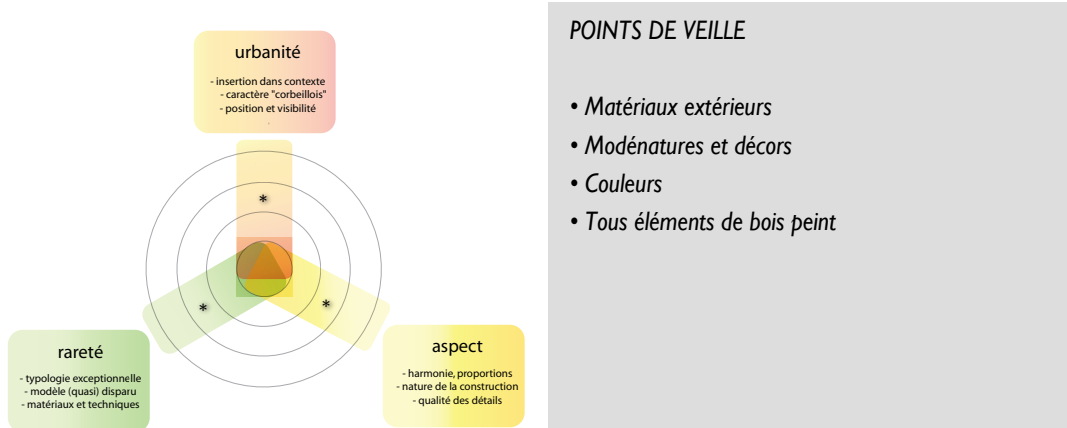 urbanité
- insertion dans contexte
- caractère "corbeillois"
- position et visibilité
*
*
*
rareté
- typologie exceptionnelle
- modèle (quasi) disparu
- matériaux et techniques
aspect
- harmonie, proportions
- nature de la construction
- qualité des détails
POINTS DE VEILLE
• Matériaux extérieurs
• Modénatures et décors
• Couleurs
• Tous éléments de bois peint